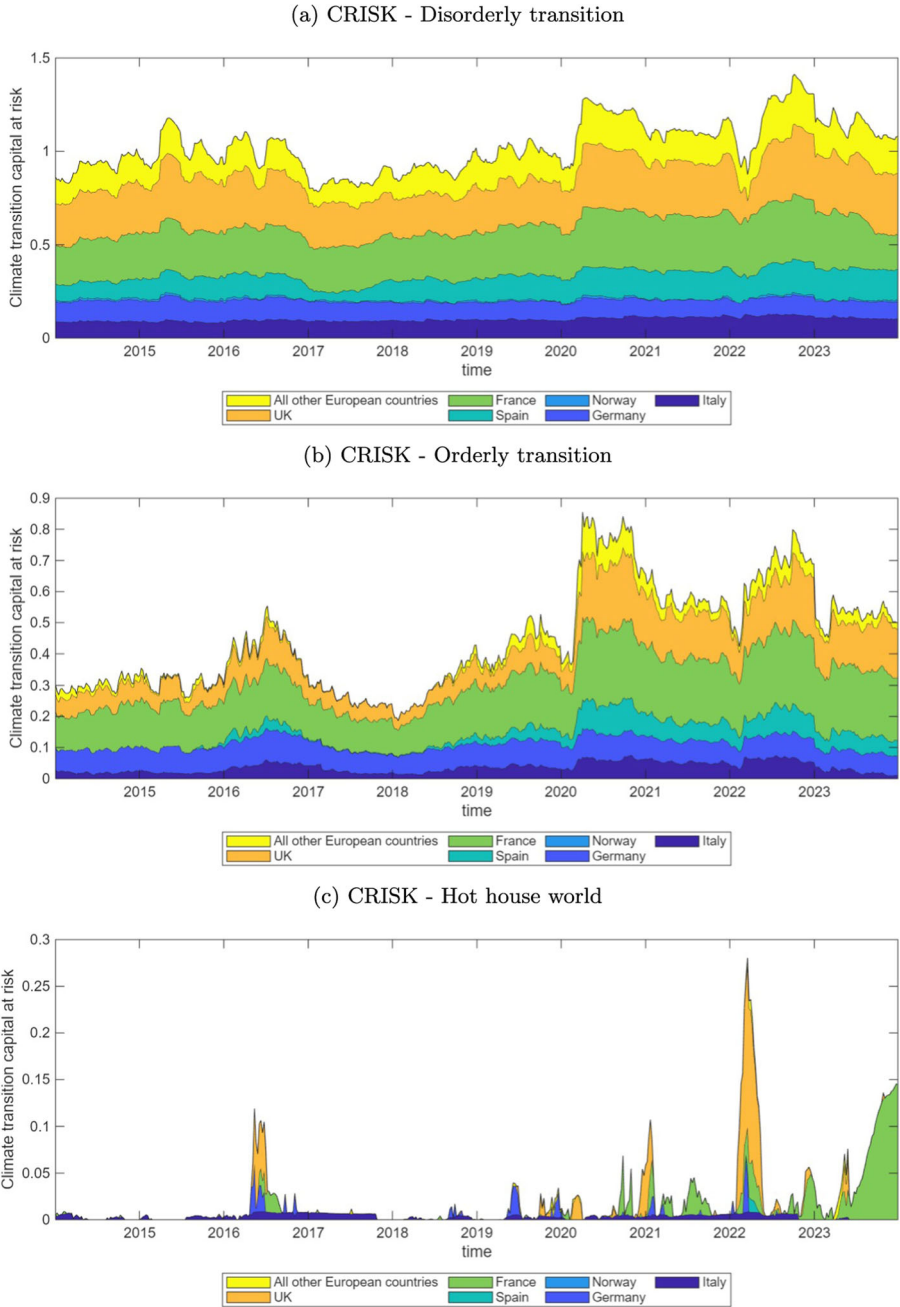 (a) CRISK - Disorderly transition
1.5
1
0.5
0
Climate transition capital at risk
2015 2016 2017 2018 2019 2020 2021 2022 2023
time
All other European countries France Norway Italy
UK Spain Germany
(b) CRISK - Orderly transition
0.9
0.8
0.7
0.6
0.5
0.4
0.3
0.2
0.1
0
Climate transition capital at risk
2015 2016 2017 2018 2019 2020 2021 2022 2023
time
All other European countries France Norway Italy
UK Spain Germany
(c) CRISK - Hot house world
0.3
0.25
0.2
0.15
0.1
0.05
0
Climate transition capital at risk
2015 2016 2017 2018 2019 2020 2021 2022 2023
time
All other European countries France Norway Italy
UK Spain Germany